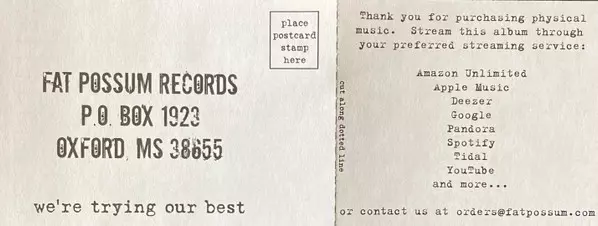 place
postcard
stamp
here
FAT POSSUM RECORDS
P.O. BOX 1923
OXFORD, MS 38655
we're trying our best
cut along dotted line
Thank you for purchasing physical
music. Stream this album through
your preferred streaming service:
Amazon Unlimited
Apple Music
Deezer
Google
Pandora
Spotify
Tidal
YouTube
and more...
or contact us at orders@fatpossum.com